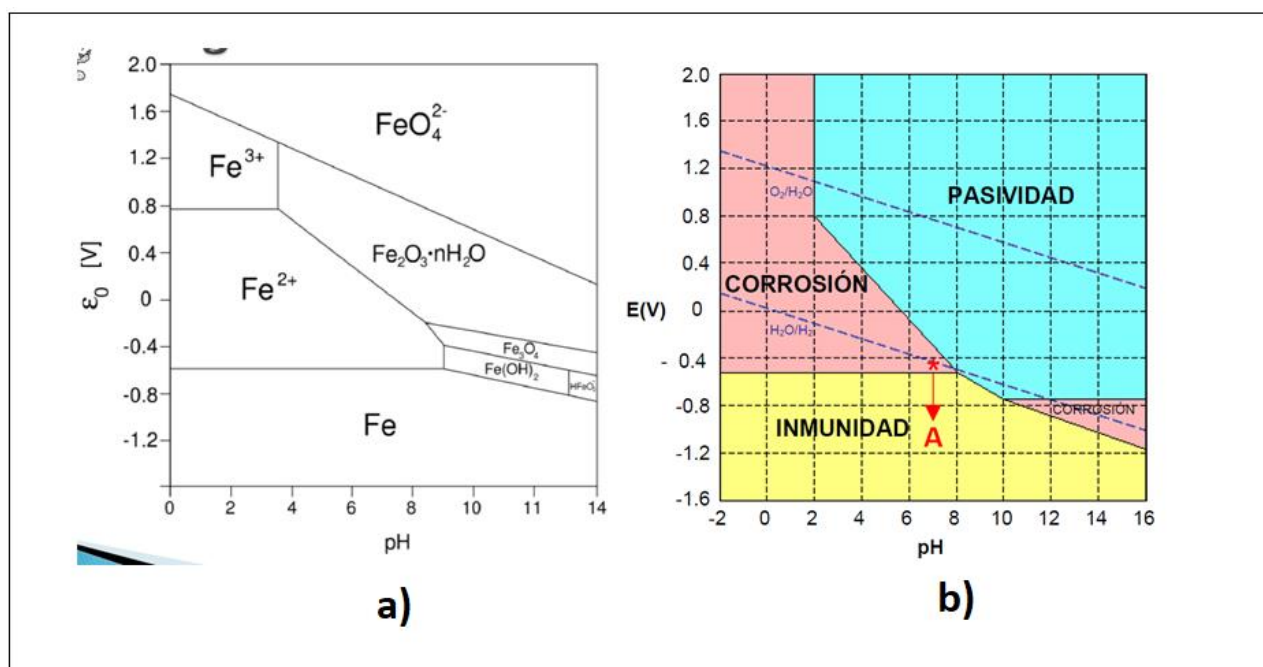 2.0
1.6
1.2
0.8
0.4
0
-0.4
-0.8
-1.2
ε₀ [V]
FeO₄²⁻
Fe³⁺
Fe₂O₃•nH₂O
Fe²⁺
Fe₃O₄
Fe(OH)₂
Fe
0 2 4 6 8 10 11 14
pH
a)
2.0
1.6
1.2
0.8
0.4
0
- 0.4
-0.8
-1.2
-1.6
E(V)
O₂/H₂O
PASIVIDAD
CORROSIÓN
H₂O/H₂
*
CORROSIÓN
INMUNIDAD
A
-2 0 2 4 6 8 10 12 14 16
pH
b)